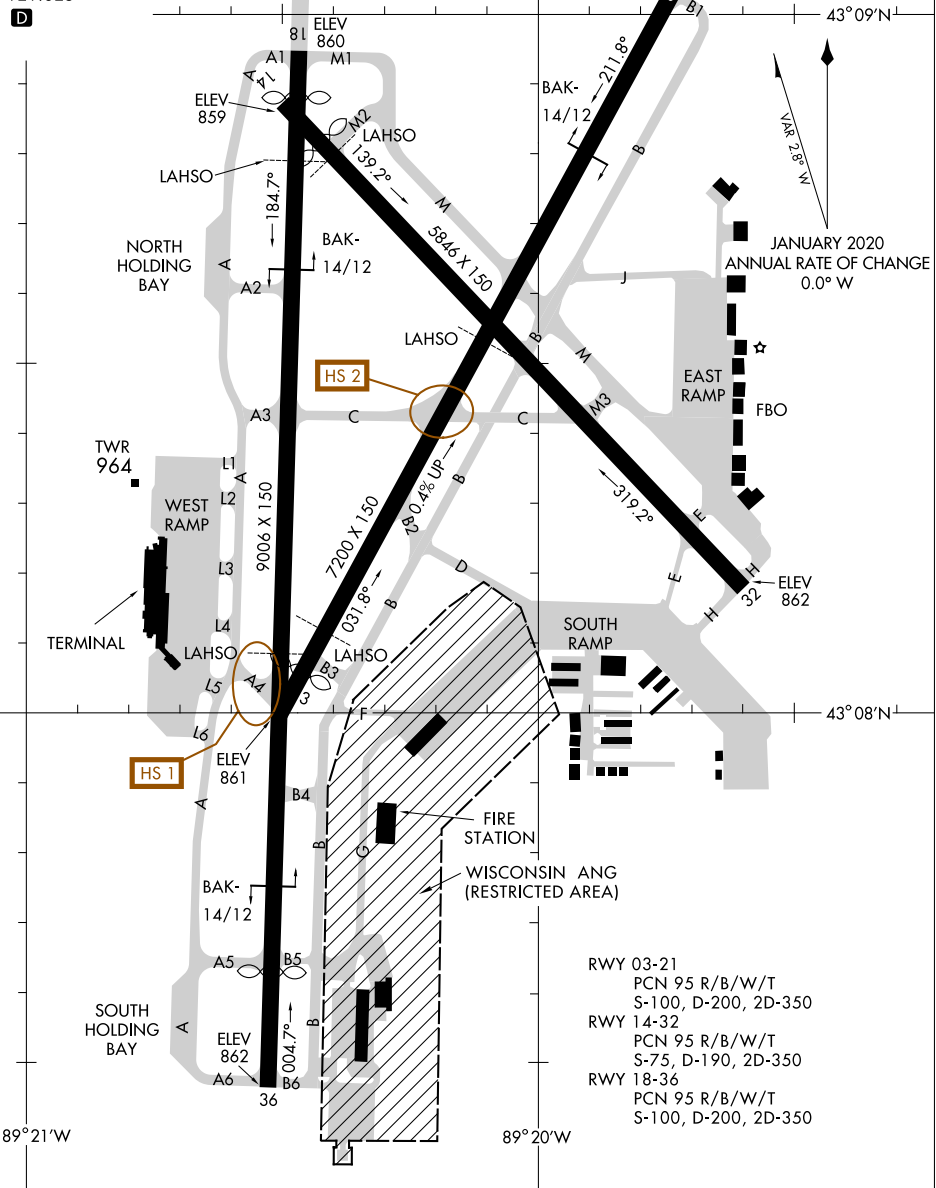 D
43°09'N
ELEV
860
18
A1
M1
A
14
ELEV
859
B1
211.8°
BAK-
14/12
VAR 2.8° W
M2
LAHSO
LAHSO
139.2°
B
184.7°
M
JANUARY 2020
ANNUAL RATE OF CHANGE
0.0° W
NORTH
HOLDING
BAY
A
BAK-
14/12
A2
5846 X 150
J
LAHSO
B
M
HS 2
EAST
RAMP
FBO
A3
C
C
M3
TWR
964
L1
A
L2
WEST
RAMP
9006 X 150
7200 X 150
0.4% UP
B
B2
319.2°
E
L3
D
E
H
ELEV
862
32
H
031.8°
B
TERMINAL
L4
LAHSO
LAHSO
SOUTH
RAMP
B3
A4
L5
3
F
43°08'N
L6
ELEV
861
HS 1
A
B4
B
G
FIRE
STATION
WISCONSIN ANG
(RESTRICTED AREA)
BAK-
14/12
A5
B5
RWY 03-21
PCN 95 R/B/W/T
S-100, D-200, 2D-350
RWY 14-32
PCN 95 R/B/W/T
S-75, D-190, 2D-350
RWY 18-36
PCN 95 R/B/W/T
S-100, D-200, 2D-350
SOUTH
HOLDING
BAY
A
B
004.7°
ELEV
862
A6
B6
36
89°21'W
89°20'W